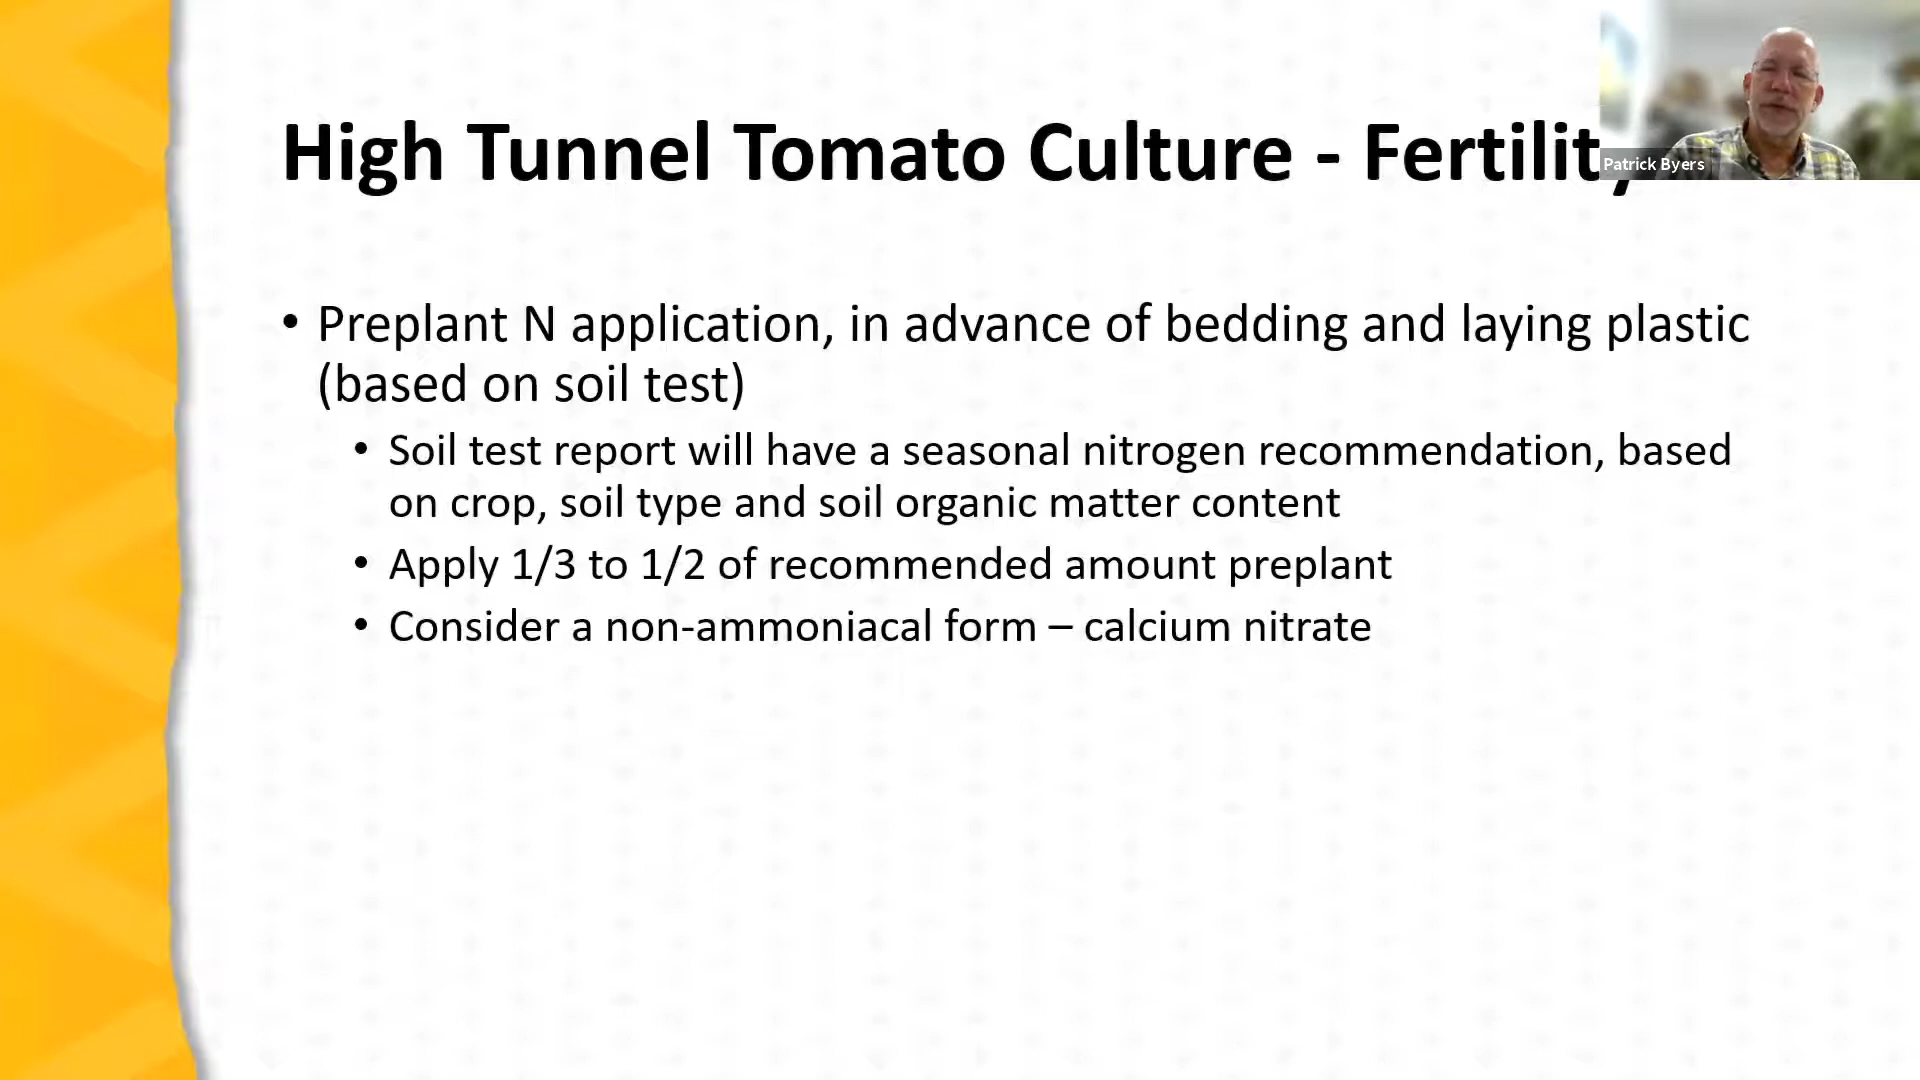 High Tunnel Tomato Culture - Fertility
Patrick Byers
• Preplant N application, in advance of bedding and laying plastic
(based on soil test)
• Soil test report will have a seasonal nitrogen recommendation, based
on crop, soil type and soil organic matter content
• Apply 1/3 to 1/2 of recommended amount preplant
• Consider a non-ammoniacal form – calcium nitrate